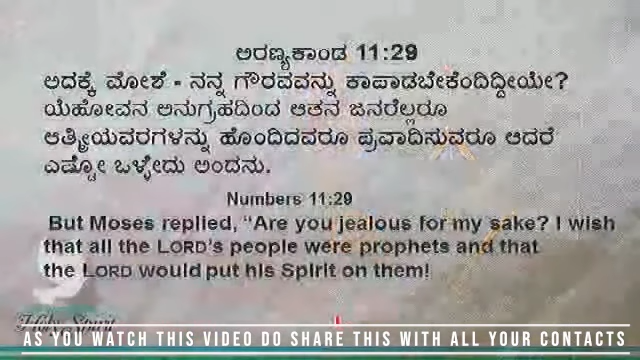 ಅರಣ್ಯಕಾಂಡ 11:29
ಅದಕ್ಕೆ ಮೋಶೆ - ನನ್ನ ಗೌರವವನ್ನು ಕಾಪಾಡಬೇಕೆಂದಿದ್ದೀಯೇ?
ಯೆಹೋವನ ಅನುಗ್ರಹದಿಂದ ಆತನ ಜನರೆಲ್ಲರೂ
ಆತ್ಮೀಯವರಗಳನ್ನು ಹೊಂದಿದವರೂ ಪ್ರವಾದಿಸುವರೂ ಆದರೆ
ಎಷ್ಟೋ ಒಳ್ಳೇದು ಅಂದನು.
Numbers 11:29
But Moses replied, “Are you jealous for my sake? I wish
that all the LORD’s people were prophets and that
the LORD would put his Spirit on them!
Holy Spirit
AS YOU WATCH THIS VIDEO DO SHARE THIS WITH ALL YOUR CONTACTS